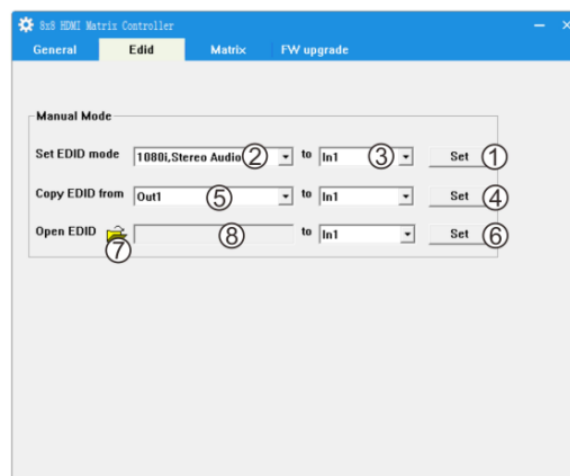 8x8 HDMI Matrix Controller
General Edid Matrix FW upgrade
Manual Mode
Set EDID mode 1080i,Stereo Audio ② to In1 ③ Set ①
Copy EDID from Out1 ⑤ to In1 Set ④
Open EDID ⑦ ⑧ to In1 Set ⑥